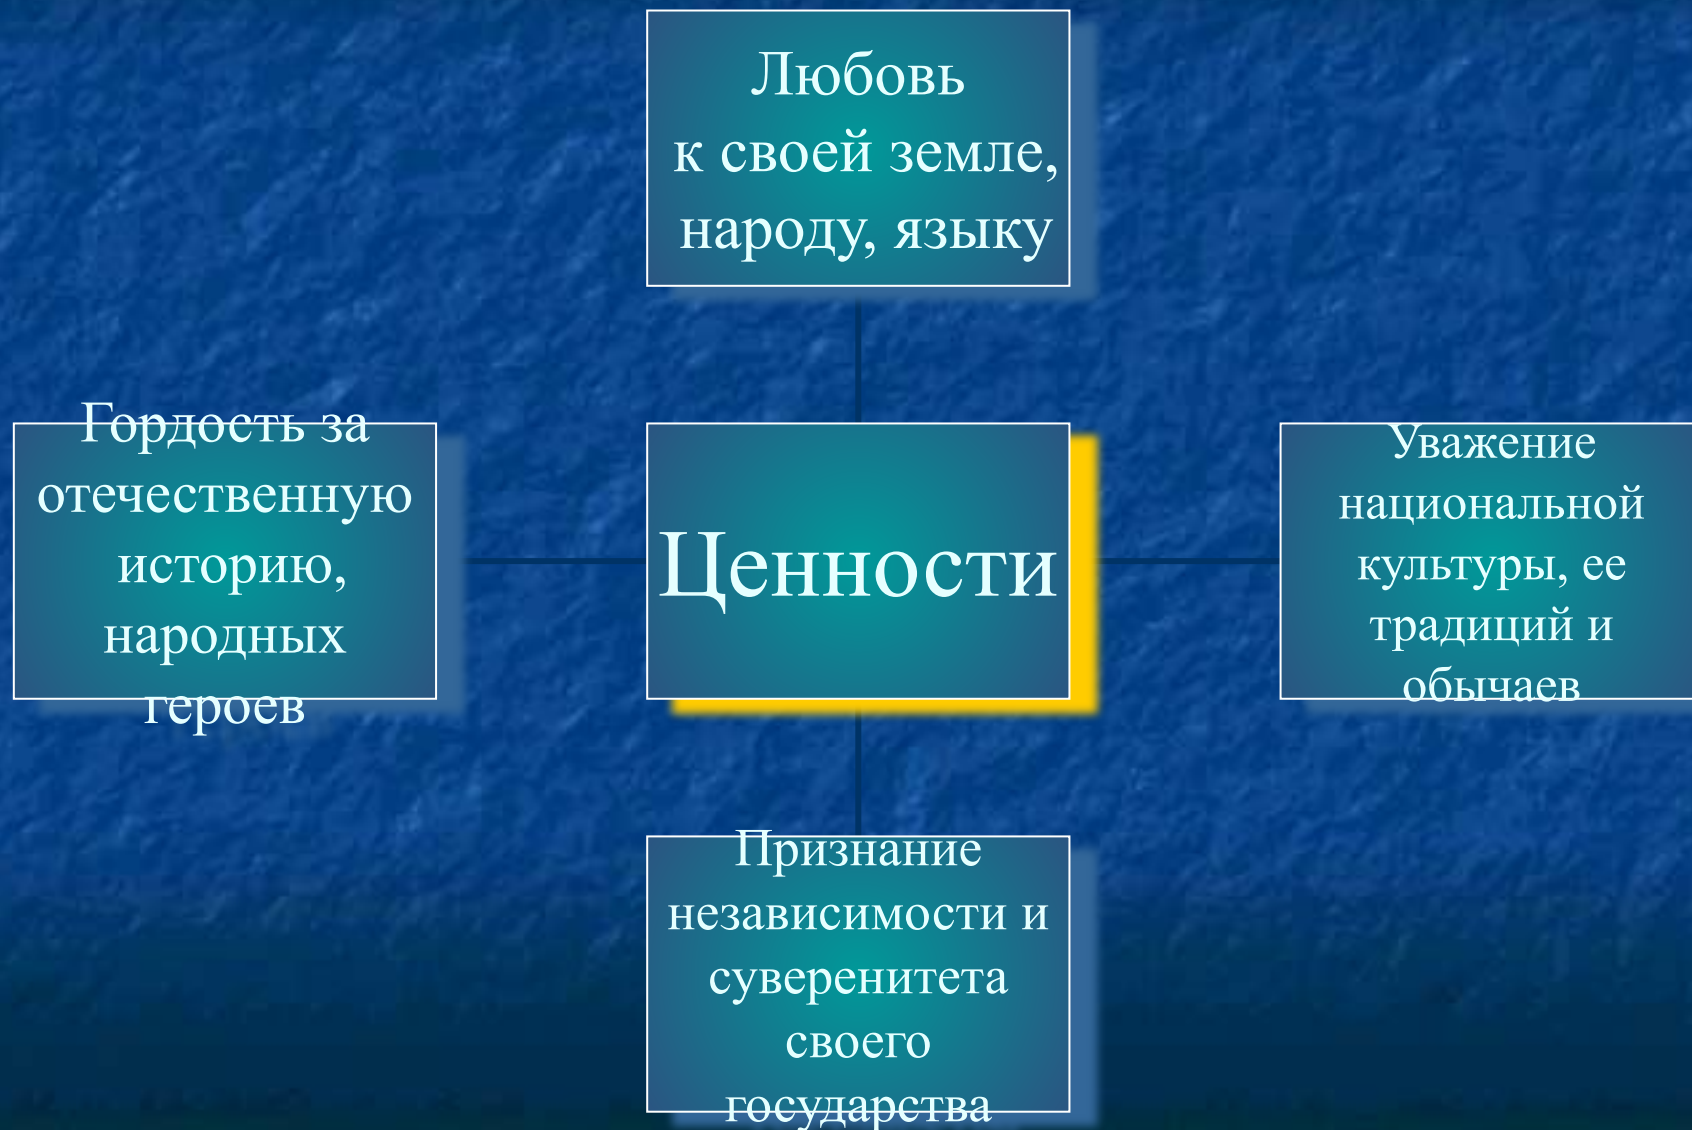 Любовь
к своей земле,
народу, языку
Гордость за
отечественную
историю,
народных
героев
Ценности
Уважение
национальной
культуры, ее
традиций и
обычаев
Признание
независимости и
суверенитета
своего
государства